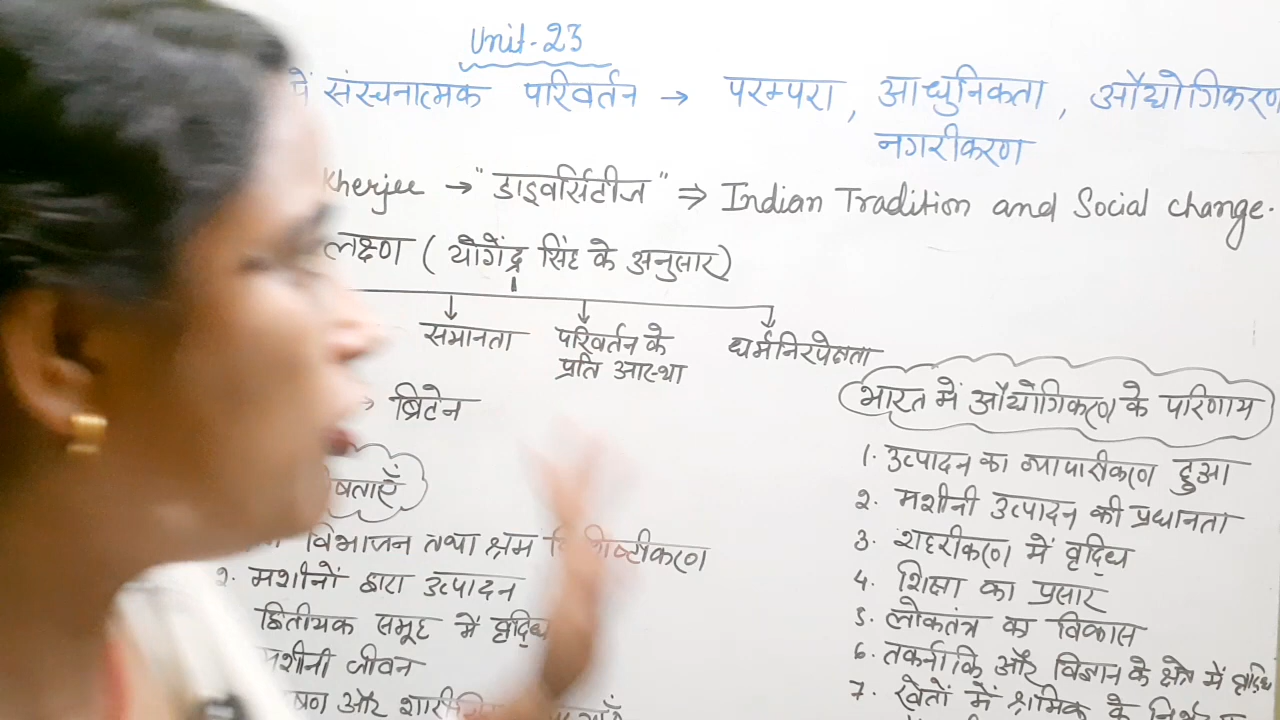 Unit-23
में संरचनात्मक परिवर्तन → परम्परा, आधुनिकता, औद्योगिकरण
नगरीकरण
kherjee → "डाइवर्सिटीज" ⇒ Indian Tradition and Social change.
लक्षण ( योगेंद्र सिंह के अनुसार)
समानता
परिवर्तन के
प्रति आस्था
धर्मनिरपेक्षता
→ ब्रिटेन
षताएँ
विभाजन तथा श्रम
2. मशीनों द्वारा उत्पादन
द्वितीयक समूह में वृद्धि
मशीनी जीवन
षण और
भारत में औद्योगिकरण के परिणाम
1. उत्पादन का व्यापारीकरण हुआ
2. मशीनी उत्पादन की प्रधानता
3. शहरीकरण में वृद्धि
4. शिक्षा का प्रसार
5. लोकतंत्र का विकास
6. तकनीकि और विज्ञान के क्षेत्र में वृद्धि
7. खेतों में श्रमिक के